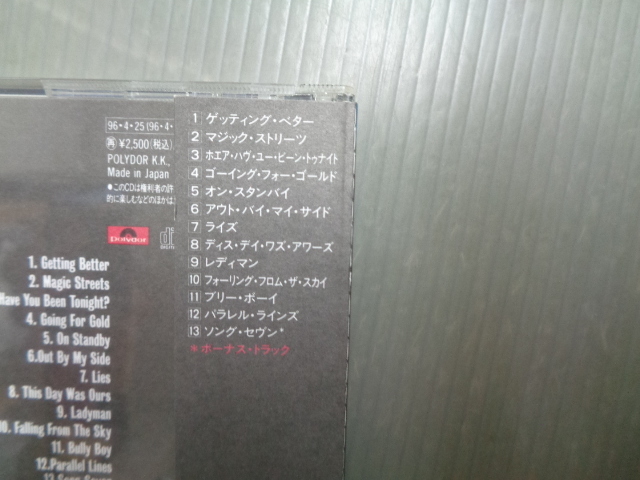 96・4・25 (96・4・
再 ¥2,500(税込)
POLYDOR K.K.,
Made in Japan
●このCDは権利者の許
的に楽しむなどのほかは
polydor
1. Getting Better
2. Magic Streets
Have You Been Tonight?
4. Going For Gold
5. On Standby
6.Out By My Side
7. Lies
8. This Day Was Ours
9. Ladyman
10. Falling From The Sky
11. Bully Boy
12.Parallel Lines
1 ゲッティング・ベター
2 マジック・ストリーツ
3 ホエア・ハヴ・ユー・ビーン・トゥナイト
4 ゴーイング・フォー・ゴールド
5 オン・スタンバイ
6 アウト・バイ・マイ・サイド
7 ライズ
8 ディス・デイ・ワズ・アワーズ
9 レディマン
10 フォーリング・フロム・ザ・スカイ
11 ブリー・ボーイ
12 パラレル・ラインズ
13 ソング・セヴン*
*ボーナス・トラック